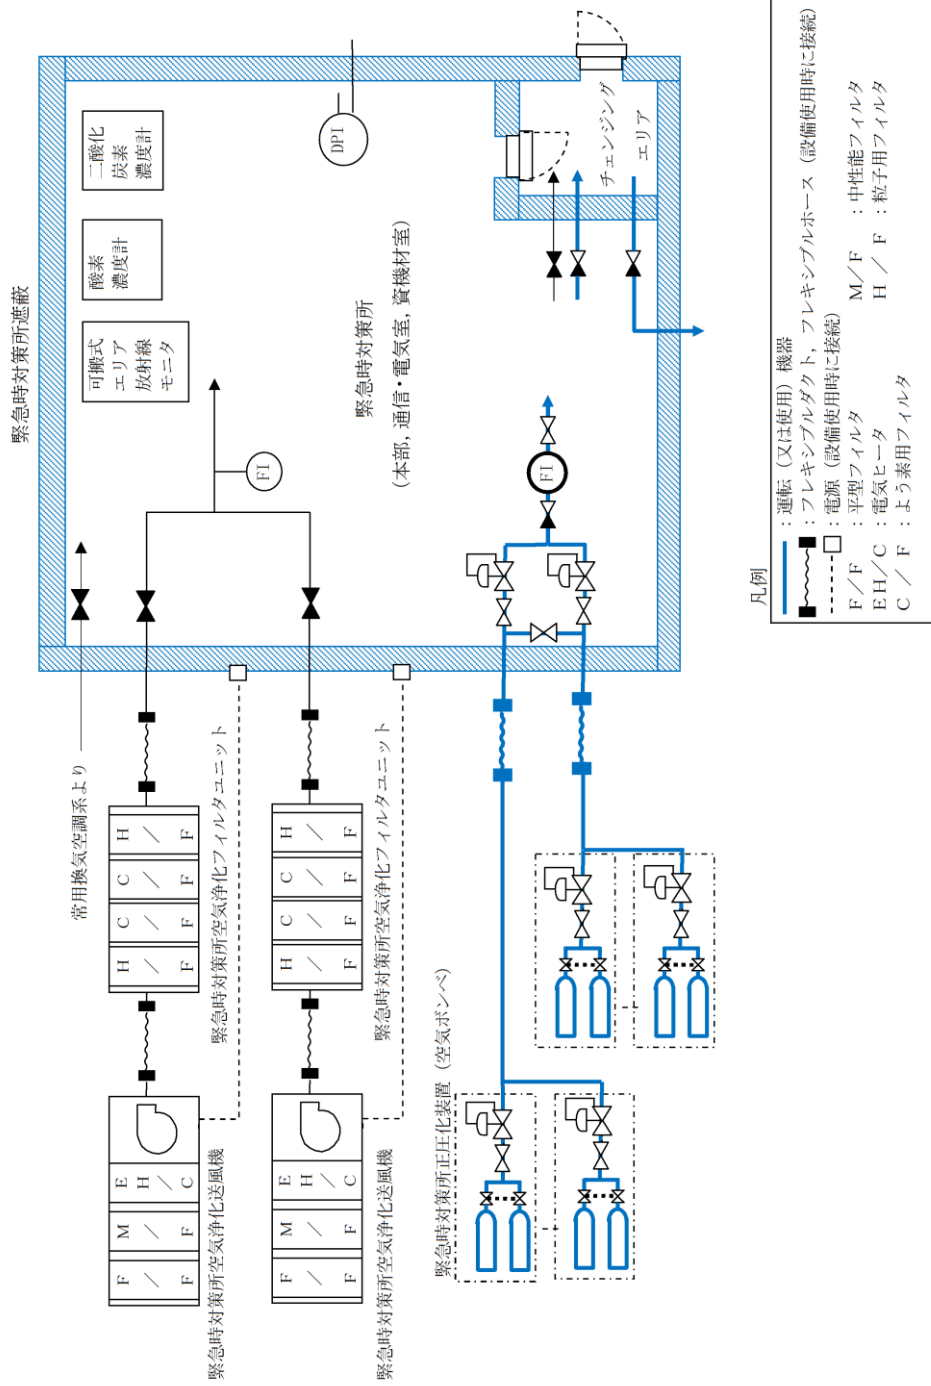 緊急時対策所遮蔽
可搬式
エリア
放射線
モニタ
酸素
濃度計
二酸化
炭素
濃度計
常用換気空調系より
FI
DPI
緊急時対策所
(本部，通信・電気室，資機材室)
チェンジング
エリア
F/F
M/F
EH/C
H/F
C/F
C/F
H/F
緊急時対策所空気浄化送風機
緊急時対策所空気浄化フィルタユニット
F/F
M/F
EH/C
H/F
C/F
C/F
H/F
緊急時対策所空気浄化送風機
緊急時対策所空気浄化フィルタユニット
FI
緊急時対策所正圧化装置（空気ボンベ）
凡例
：運転（又は使用）機器
：フレキシブルダクト，フレキシブルホース（設備使用時に接続）
：電源（設備使用時に接続）
F／F ：平型フィルタ
M／F ：中性能フィルタ
EH／C ：電気ヒータ
H／F ：粒子用フィルタ
C／F ：よう素用フィルタ